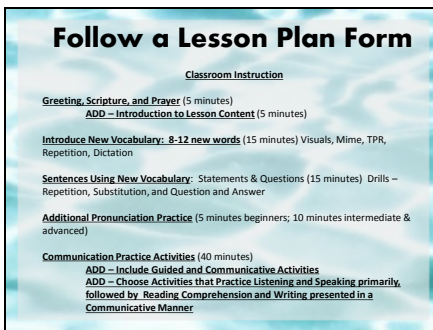 Follow a Lesson Plan Form
Classroom Instruction
Greeting, Scripture, and Prayer (5 minutes)
ADD – Introduction to Lesson Content (5 minutes)
Introduce New Vocabulary: 8-12 new words (15 minutes) Visuals, Mime, TPR,
Repetition, Dictation
Sentences Using New Vocabulary: Statements & Questions (15 minutes) Drills –
Repetition, Substitution, and Question and Answer
Additional Pronunciation Practice (5 minutes beginners; 10 minutes intermediate &
advanced)
Communication Practice Activities (40 minutes)
ADD – Include Guided and Communicative Activities
ADD – Choose Activities that Practice Listening and Speaking primarily,
followed by Reading Comprehension and Writing presented in a
Communicative Manner